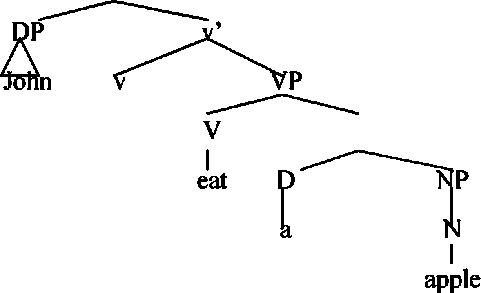 DP v'
John v VP
V
eat D NP
a N
apple